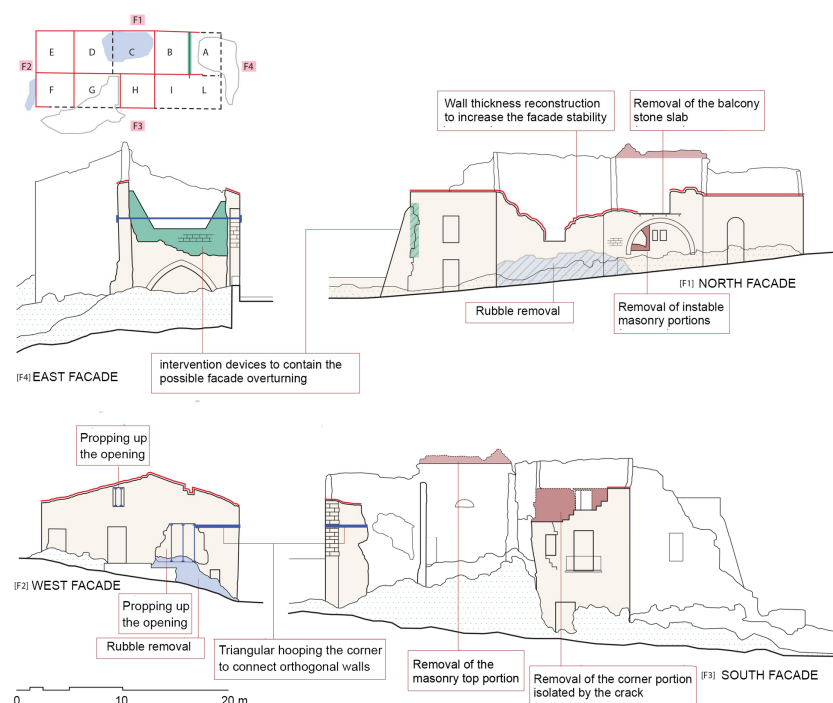 F1
E
D
C
B
A
F4
F2
F
G
H
I
L
F3
Wall thickness reconstruction
to increase the facade stability
Removal of the balcony
stone slab
[F1] NORTH FACADE
Rubble removal
Removal of instable
masonry portions
intervention devices to contain the
possible facade overturning
[F4] EAST FACADE
Propping up
the opening
[F2] WEST FACADE
Propping up
the opening
Rubble removal
Triangular hooping the corner
to connect orthogonal walls
Removal of the
masonry top portion
Removal of the corner portion
isolated by the crack
[F3] SOUTH FACADE
0 10 20 m